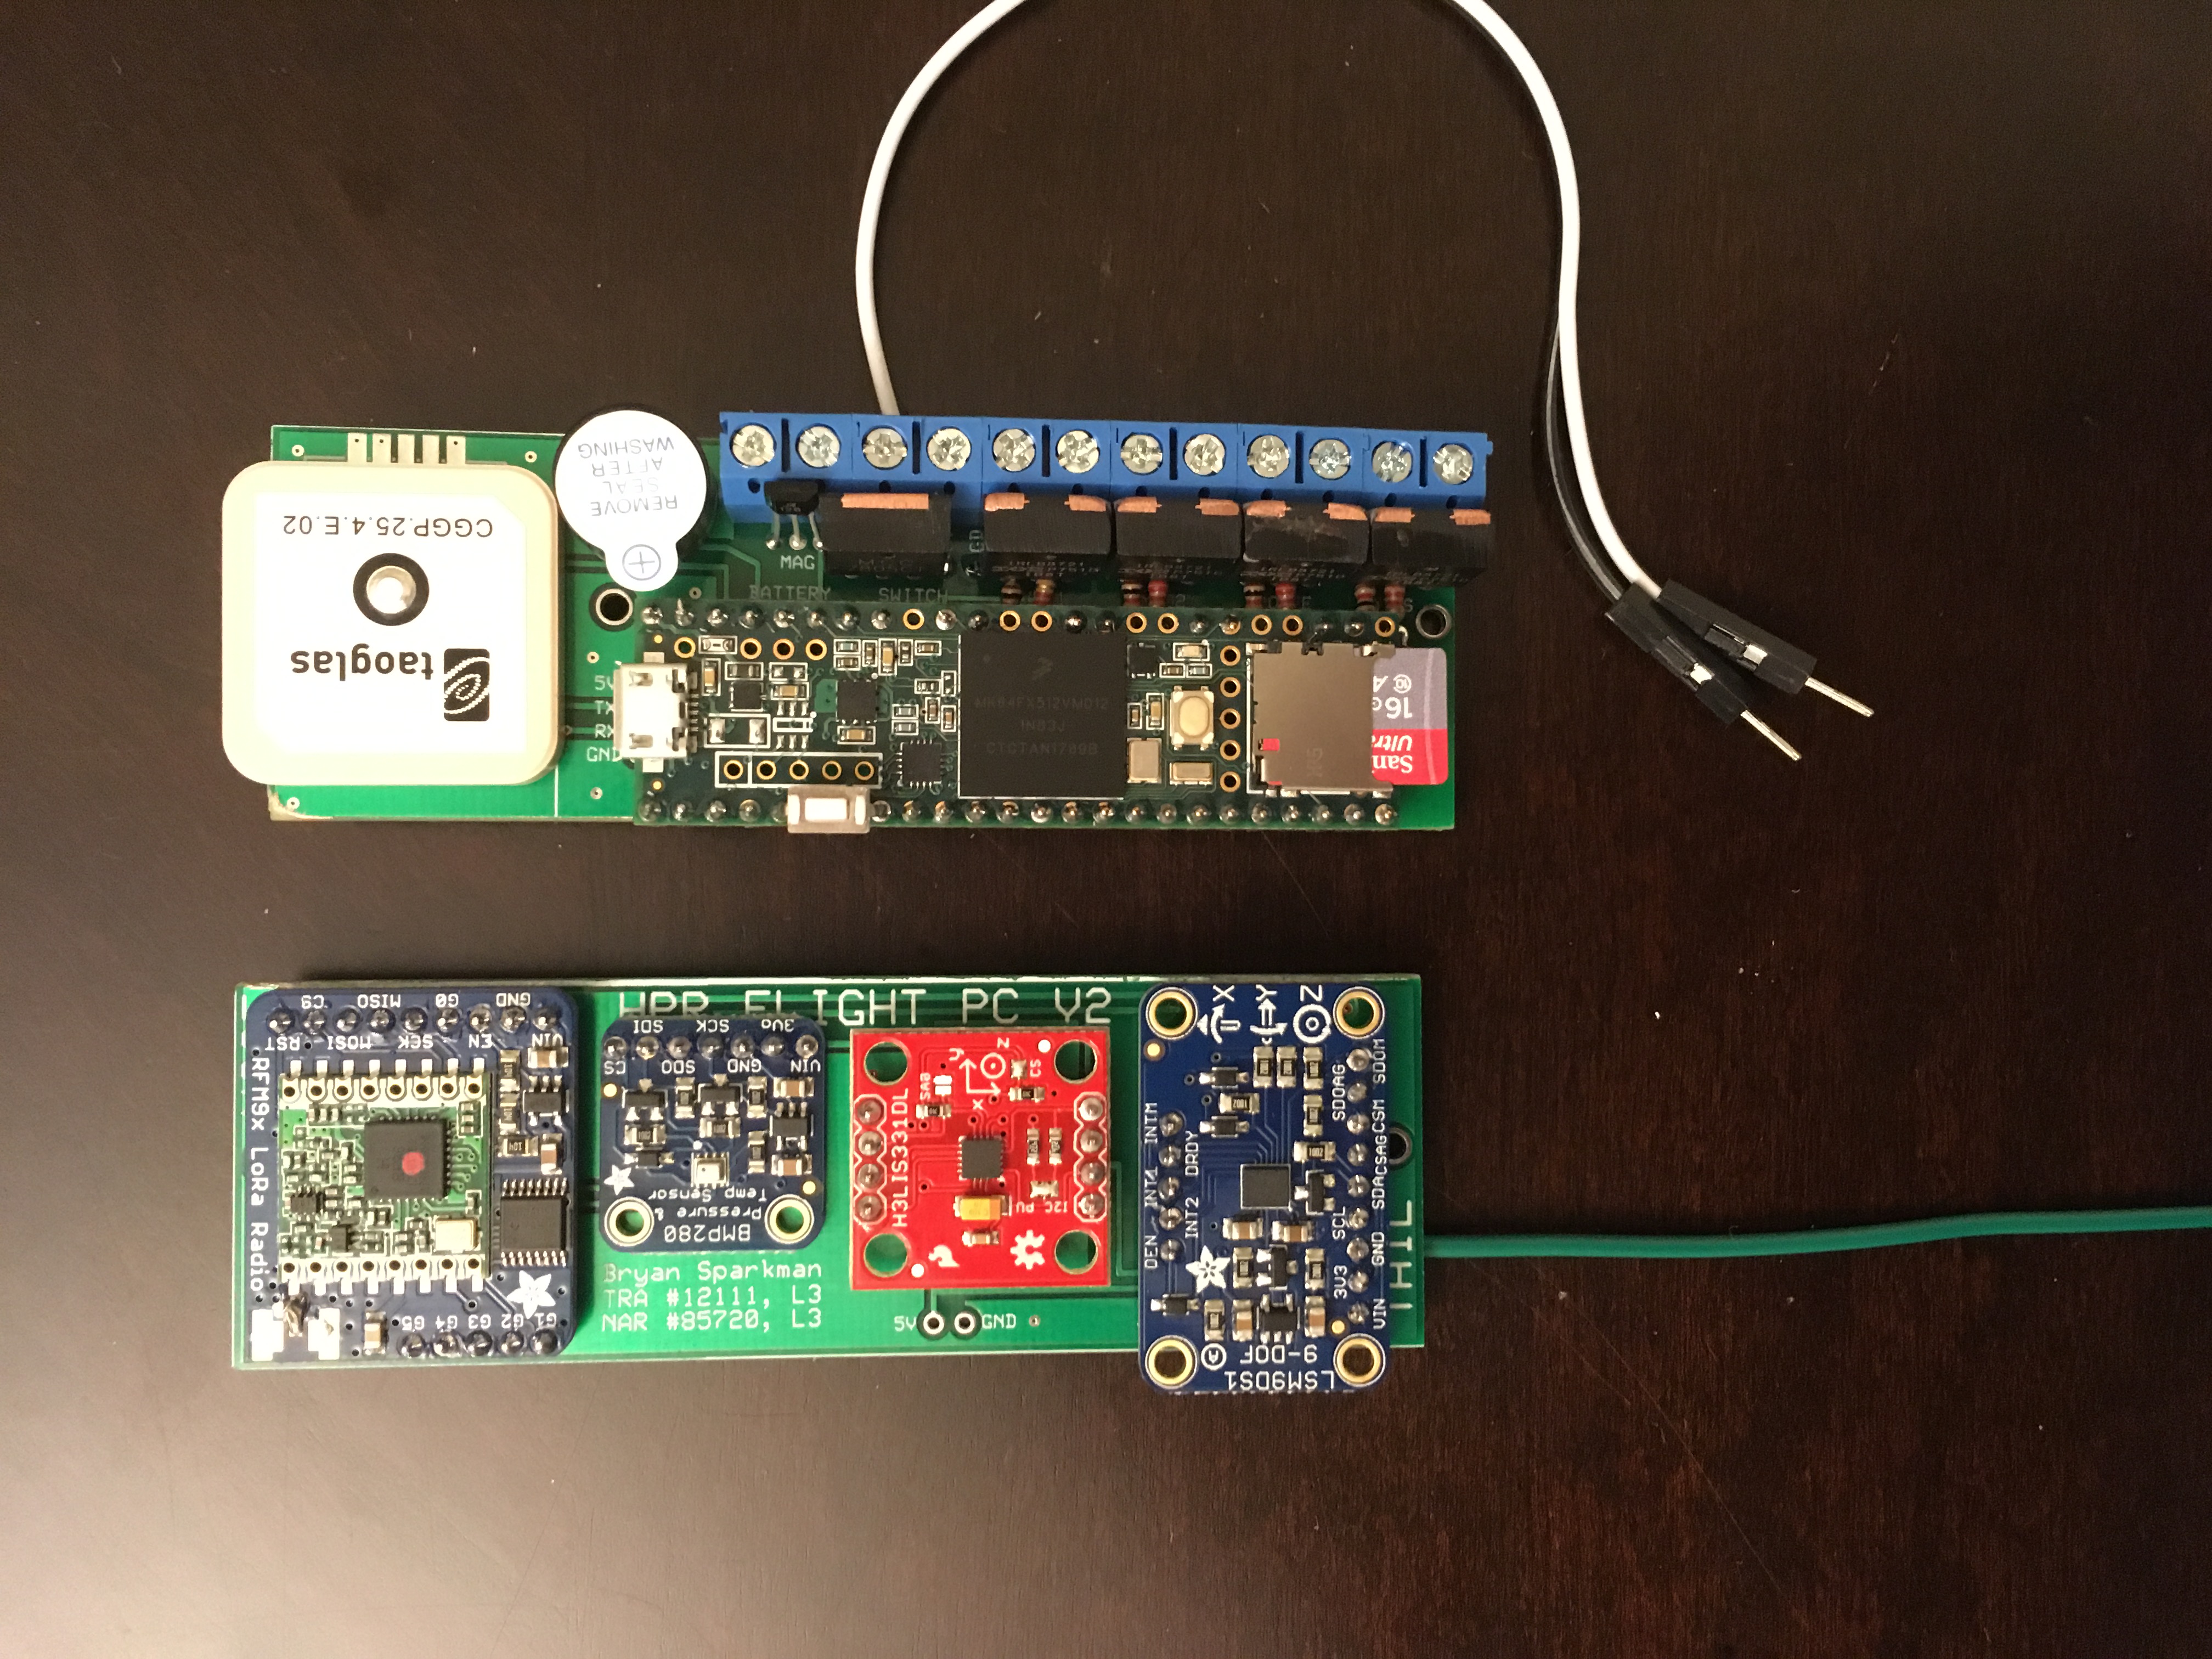 RFM9x LoRa Radio
RST
CS
MOSI
MISO
SCK
G0
EN
GND
VIN
G5
G4
G3
G2
G1
Bryan Sparkman
TRA #12111, L3
NAR #85720, L3
HPR FLIGHT PC V2
BMP280
Pressure &
Temp Sensor
CS
SDI
SDO
SCK
GND
3Vo
VIN
5V
GND
H3LIS331DL
SA0
X
Y
Z
CS
I2C PU
LSM9DS1
9-DOF
DEN
INT1
INTM
INT2
DRDY
X
Y
Z
3V3
SCL
SDOAG
VIN
GND
SDA
CSAG
CSM
SDOM
taoglas
CGGP.25.4.E.02
GND
RX
TX
5V
REMOVE
SEAL
AFTER
WASHING
BATTERY
MAG
SWITCH
San
Ultra
16